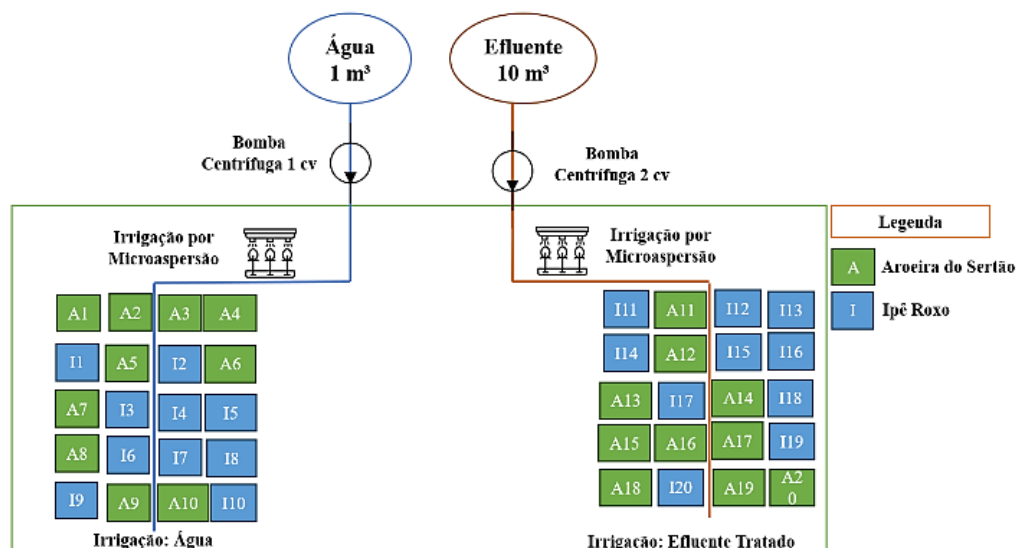 Água
1 m³
Efluente
10 m³
Bomba
Centrífuga 1 cv
Bomba
Centrífuga 2 cv
Irrigação por
Microaspersão
Irrigação por
Microaspersão
Legenda
A Aroeira do Sertão
I Ipê Roxo
A1 A2 A3 A4
I1 A5 I2 A6
A7 I3 I4 I5
A8 I6 I7 I8
I9 A9 A10 I10
Irrigação: Água
I11 A11 I12 I13
I14 A12 I15 I16
A13 I17 A14 I18
A15 A16 A17 I19
A18 I20 A19 A2
0
Irrigação: Efluente Tratado